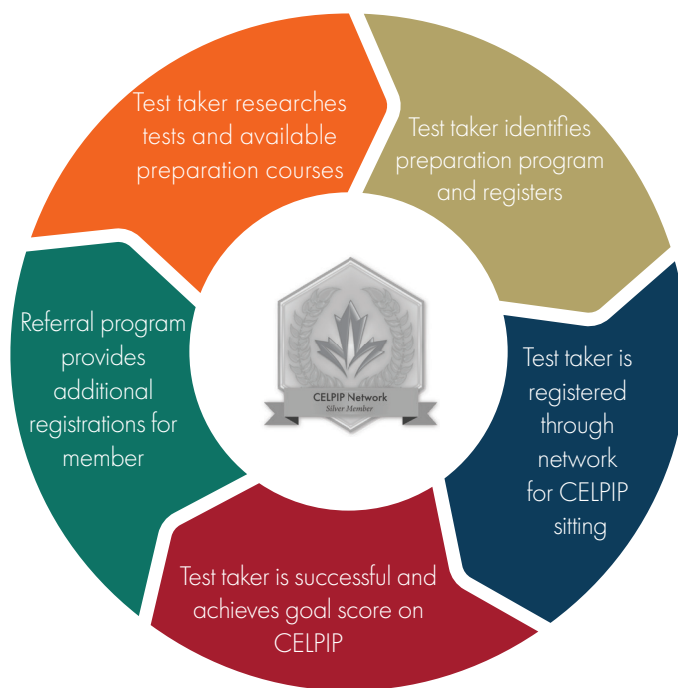 Test taker researches
tests and available
preparation courses
Test taker identifies
preparation program
and registers
Test taker is
registered
through
network
for CELPIP
sitting
Test taker is successful and
achieves goal score on
CELPIP
Referral program
provides
additional
registrations for
member
CELPIP Network
Silver Member